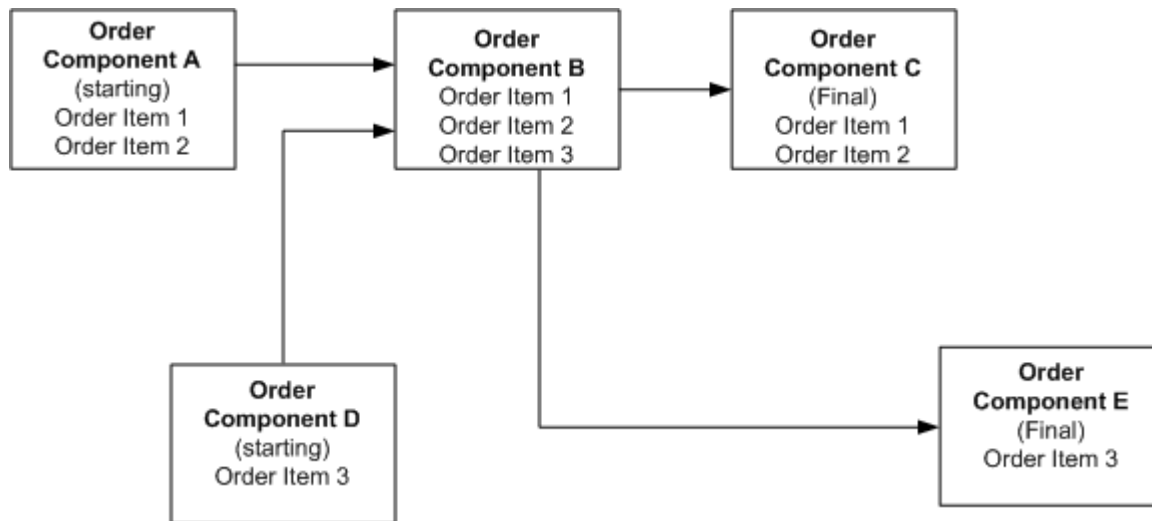 Order
Component A
(starting)
Order Item 1
Order Item 2
Order
Component B
Order Item 1
Order Item 2
Order Item 3
Order
Component C
(Final)
Order Item 1
Order Item 2
Order
Component D
(starting)
Order Item 3
Order
Component E
(Final)
Order Item 3